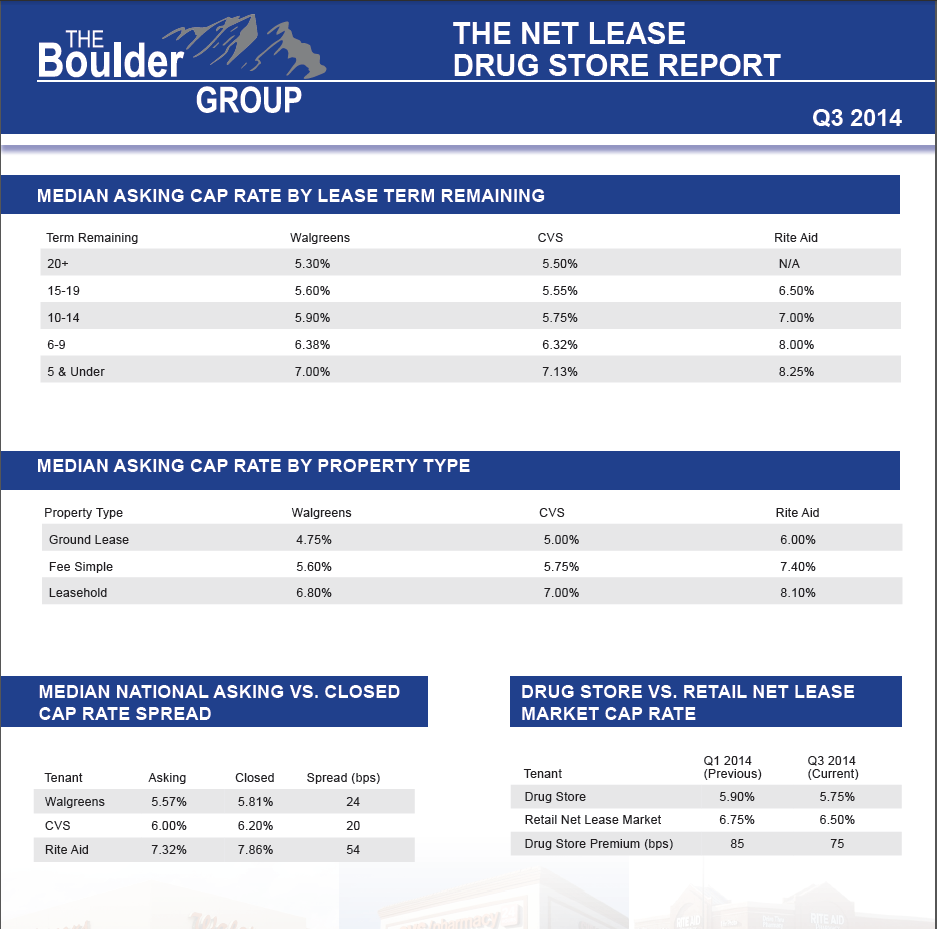 THE
Boulder
GROUP
THE NET LEASE
DRUG STORE REPORT
Q3 2014
MEDIAN ASKING CAP RATE BY LEASE TERM REMAINING
Term Remaining Walgreens CVS Rite Aid
20+ 5.30% 5.50% N/A
15-19 5.60% 5.55% 6.50%
10-14 5.90% 5.75% 7.00%
6-9 6.38% 6.32% 8.00%
5 & Under 7.00% 7.13% 8.25%
MEDIAN ASKING CAP RATE BY PROPERTY TYPE
Property Type Walgreens CVS Rite Aid
Ground Lease 4.75% 5.00% 6.00%
Fee Simple 5.60% 5.75% 7.40%
Leasehold 6.80% 7.00% 8.10%
MEDIAN NATIONAL ASKING VS. CLOSED
CAP RATE SPREAD
Tenant Asking Closed Spread (bps)
Walgreens 5.57% 5.81% 24
CVS 6.00% 6.20% 20
Rite Aid 7.32% 7.86% 54
DRUG STORE VS. RETAIL NET LEASE
MARKET CAP RATE
Q1 2014 Q3 2014
Tenant (Previous) (Current)
Drug Store 5.90% 5.75%
Retail Net Lease Market 6.75% 6.50%
Drug Store Premium (bps) 85 75
pharmacy
RITE AID RITE AID